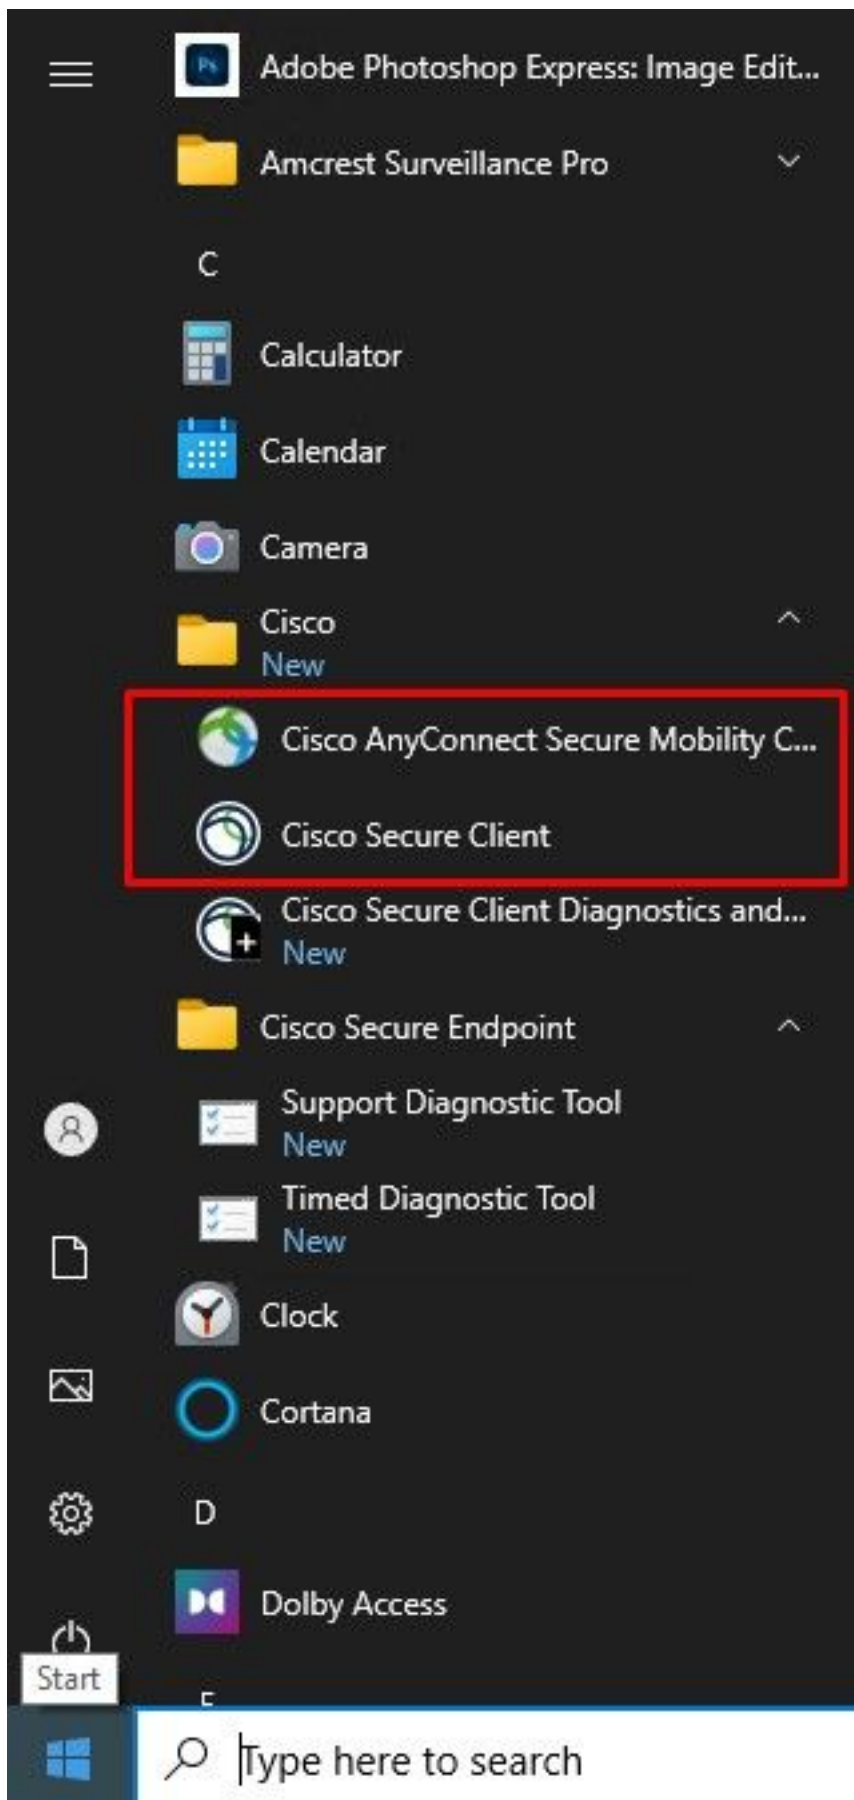 Ps
Adobe Photoshop Express: Image Edit...
Amcrest Surveillance Pro
C
Calculator
Calendar
Camera
Cisco
New
Cisco AnyConnect Secure Mobility C...
Cisco Secure Client
Cisco Secure Client Diagnostics and...
New
Cisco Secure Endpoint
Support Diagnostic Tool
New
Timed Diagnostic Tool
New
Clock
Cortana
D
Dolby Access
Start
Type here to search